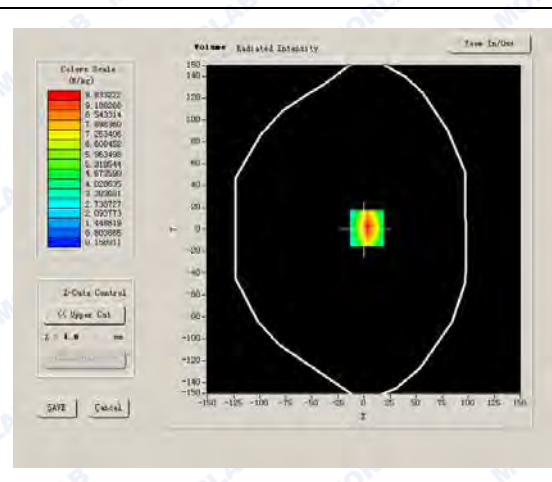 Volume Radiated Intensity
Zoom In/Out
Colors Scale
(W/kg)
9.833222
9.188268
8.543314
7.898360
7.253406
6.608452
5.963498
5.318544
4.673590
4.028635
3.383681
2.738727
2.093773
1.448819
0.803865
0.158911
Z-Cuts Control
<< Upper Cut
Z = 4.0 mm
SAVE
Cancel
150
140
100
80
60
40
20
0
-20
-40
-60
-80
-100
-120
-140
-150
Y
-150 -125 -100 -75 -50 -25 0 25 50 75 100 125 150
X
MORLAB